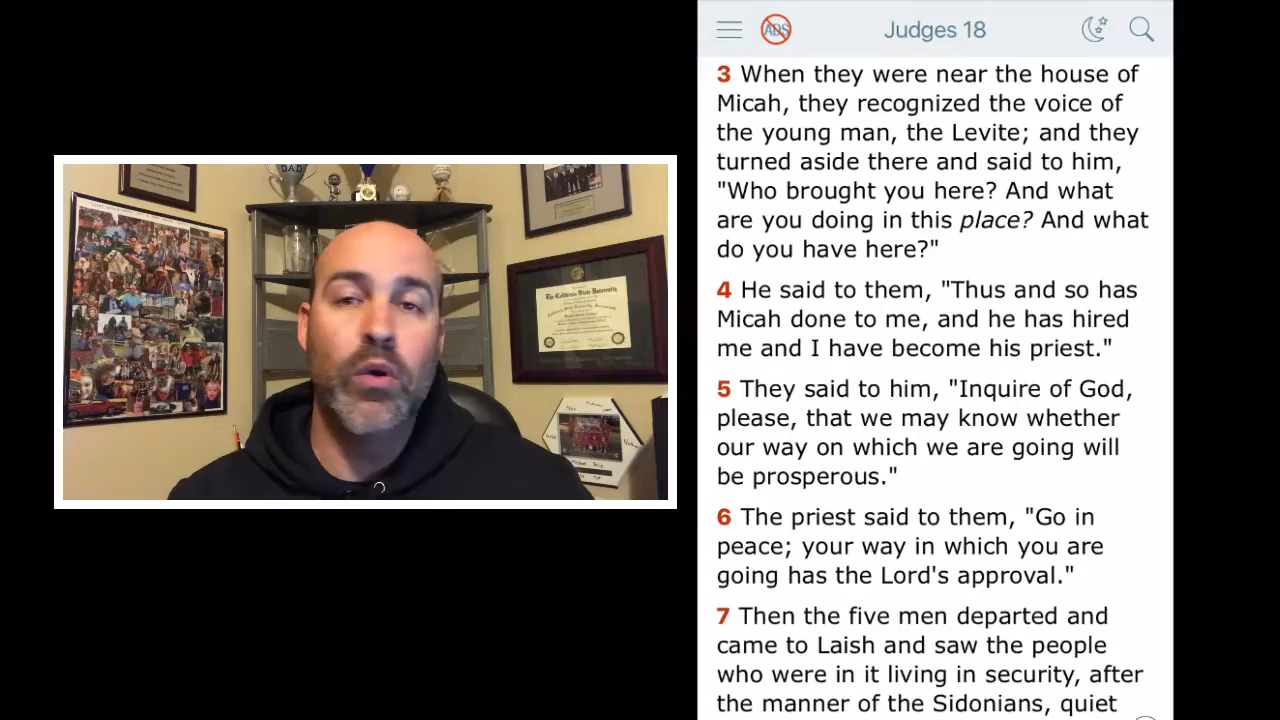 DAD
The California State University
ADS
Judges 18
3 When they were near the house of
Micah, they recognized the voice of
the young man, the Levite; and they
turned aside there and said to him,
"Who brought you here? And what
are you doing in this place? And what
do you have here?"
4 He said to them, "Thus and so has
Micah done to me, and he has hired
me and I have become his priest."
5 They said to him, "Inquire of God,
please, that we may know whether
our way on which we are going will
be prosperous."
6 The priest said to them, "Go in
peace; your way in which you are
going has the Lord's approval."
7 Then the five men departed and
came to Laish and saw the people
who were in it living in security, after
the manner of the Sidonians, quiet